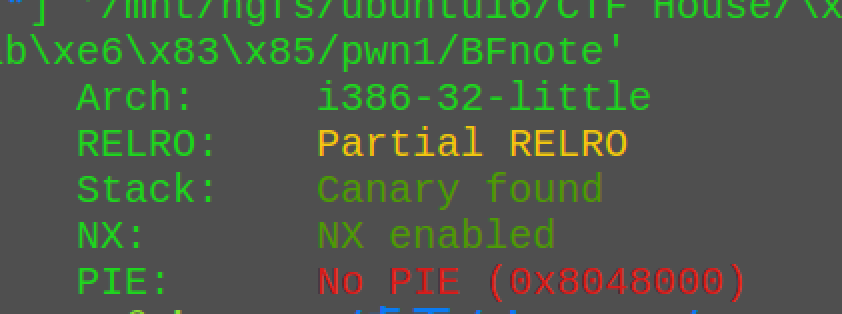 "] '/mnt/hgfs/ubuntu16/CTF House/\x
b\xe6\x83\x85/pwn1/BFnote'
Arch: i386-32-little
RELRO: Partial RELRO
Stack: Canary found
NX: NX enabled
PIE: No PIE (0x8048000)